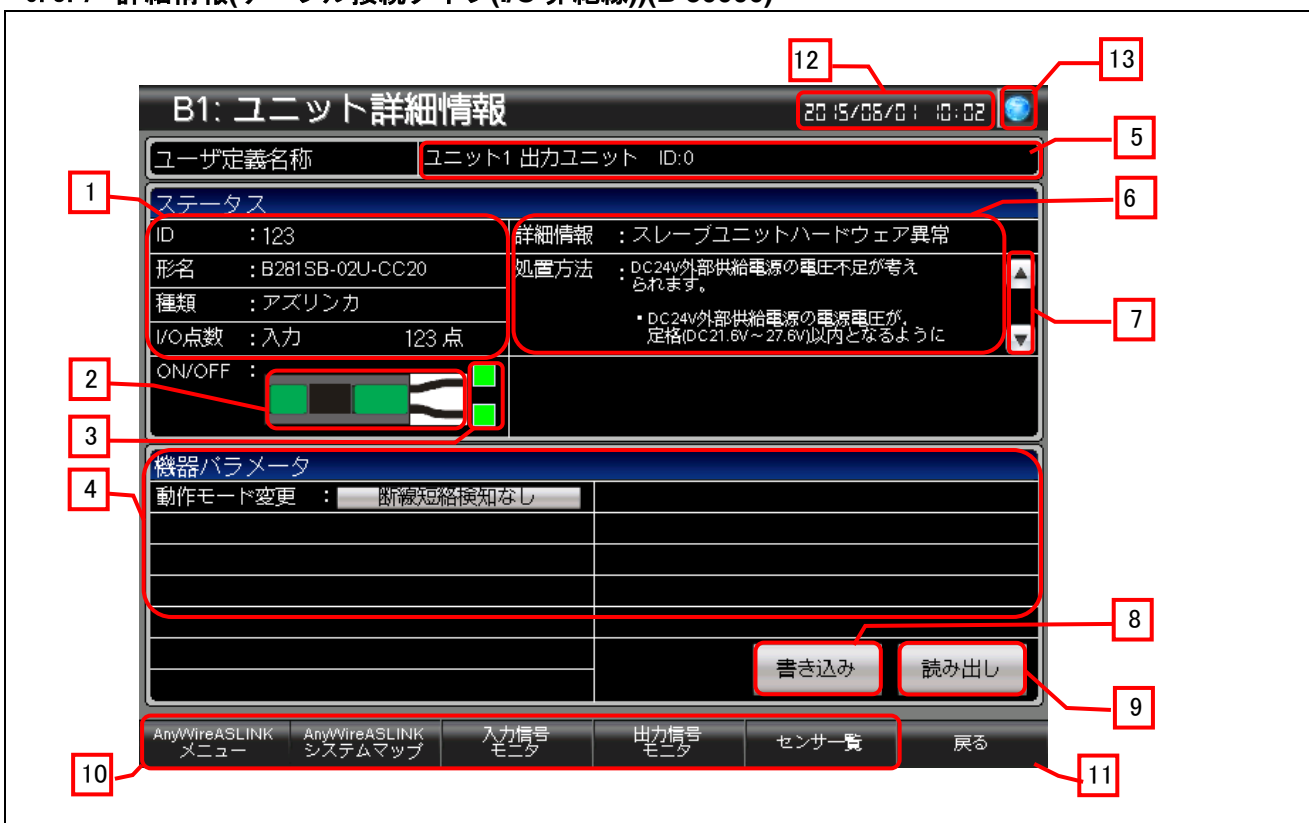 12
13
B1: ユニット詳細情報
2015/06/01 10:02
5
ユーザ定義名称
ユニット1 出力ユニット ID:0
1
6
ステータス
ID :123
詳細情報 :スレーブユニットハードウェア異常
形名 :B281SB-02U-CC20
処置方法 :DC24V外部供給電源の電圧不足が考え
られます。
種類 :アズリンカ
・DC24V外部供給電源の電源電圧が,
定格(DC21.6V～27.6V)以内となるように
7
I/O点数 :入力 123 点
2
ON/OFF :
3
機器パラメータ
4
動作モード変更 : 断線短絡検知なし
8
書き込み
読み出し
9
AnyWireASLINK
メニュー
AnyWireASLINK
システムマップ
入力信号
モニタ
出力信号
モニタ
センサ一覧
戻る
10
11